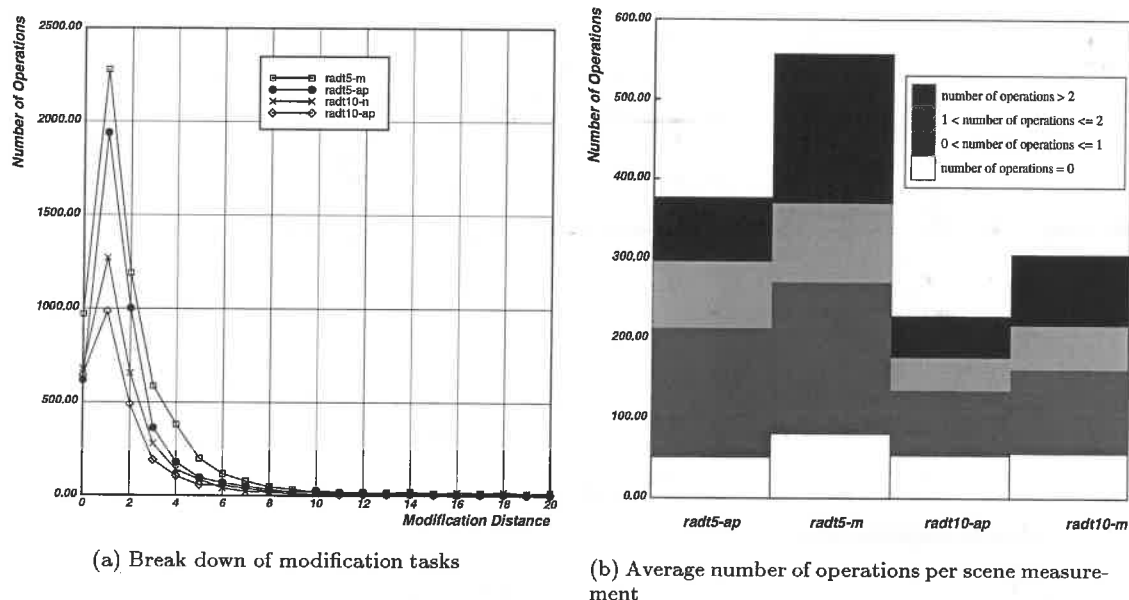 Number of Operations
2500.00
2000.00
1500.00
1000.00
500.00
0.00
radt5-m
radt5-ap
radt10-n
radt10-ap
0 2 4 6 8 10 12 14 16 18 20
Modification Distance
(a) Break down of modification tasks
Number of Operations
600.00
500.00
400.00
300.00
200.00
100.00
0.00
number of operations > 2
1 < number of operations <= 2
0 < number of operations <= 1
number of operations = 0
radt5-ap radt5-m radt10-ap radt10-m
(b) Average number of operations per scene measure-
ment